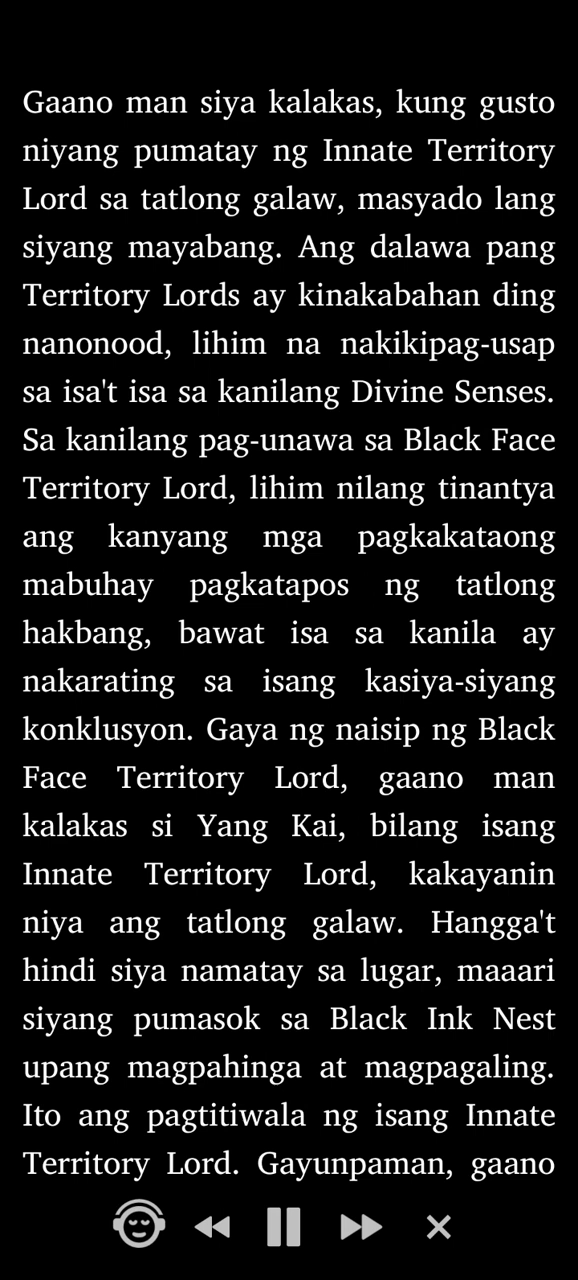 Gaano man siya kalakas, kung gusto
niyang pumatay ng Innate Territory
Lord sa tatlong galaw, masyado lang
siyang mayabang. Ang dalawa pang
Territory Lords ay kinakabahan ding
nanonood, lihim na nakikipag-usap
sa isa't isa sa kanilang Divine Senses.
Sa kanilang pag-unawa sa Black Face
Territory Lord, lihim nilang tinantya
ang kanyang mga pagkakataong
mabuhay pagkatapos ng tatlong
hakbang, bawat isa sa kanila ay
nakarating sa isang kasiya-siyang
konklusyon. Gaya ng naisip ng Black
Face Territory Lord, gaano man
kalakas si Yang Kai, bilang isang
Innate Territory Lord, kakayanin
niya ang tatlong galaw. Hangga't
hindi siya namatay sa lugar, maaari
siyang pumasok sa Black Ink Nest
upang magpahinga at magpagaling.
Ito ang pagtitiwala ng isang Innate
Territory Lord. Gayunpaman, gaano